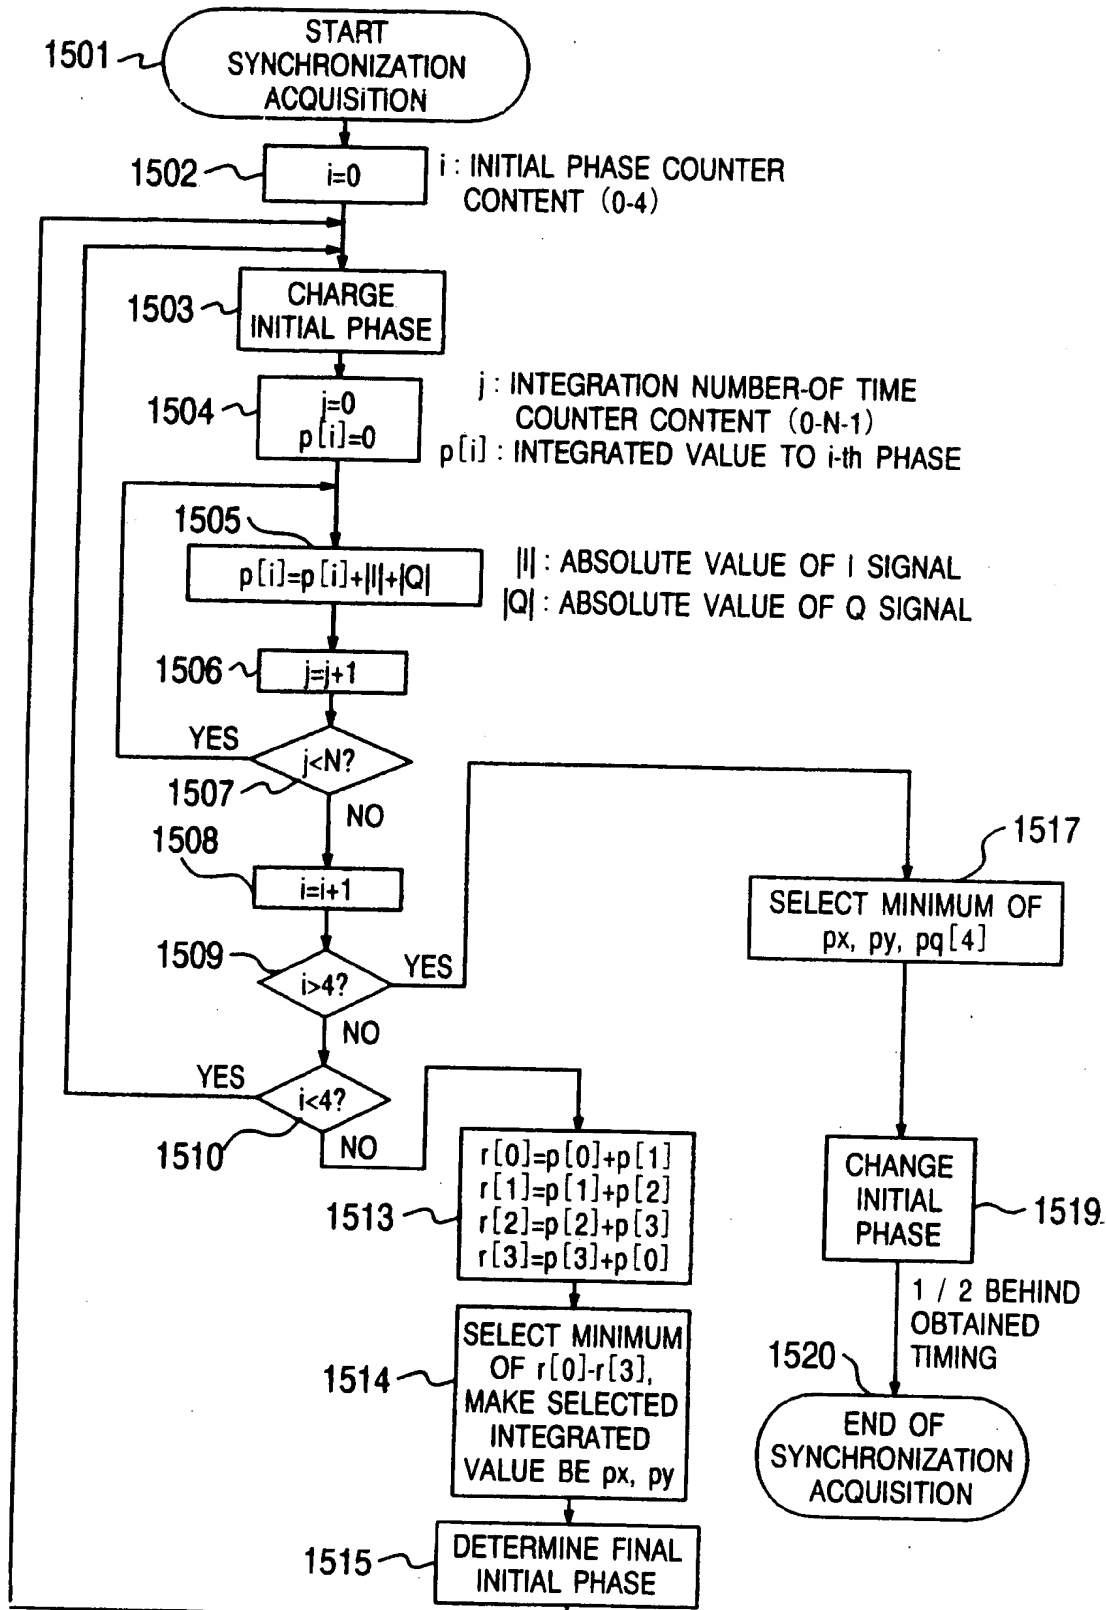 START
SYNCHRONIZATION
ACQUISITION
1501
1502
i=0
i : INITIAL PHASE COUNTER
CONTENT (0-4)
1503
CHARGE
INITIAL PHASE
1504
j=0
p[i]=0
j : INTEGRATION NUMBER-OF TIME
COUNTER CONTENT (0-N-1)
p[i] : INTEGRATED VALUE TO i-th PHASE
1505
p[i]=p[i]+|I|+|Q|
|I| : ABSOLUTE VALUE OF I SIGNAL
|Q| : ABSOLUTE VALUE OF Q SIGNAL
1506
j=j+1
YES
j<N?
1507
NO
1508
i=i+1
1509
i>4?
YES
NO
YES
i<4?
1510
NO
1513
r[0]=p[0]+p[1]
r[1]=p[1]+p[2]
r[2]=p[2]+p[3]
r[3]=p[3]+p[0]
1514
SELECT MINIMUM
OF r[0]-r[3],
MAKE SELECTED
INTEGRATED
VALUE BE px, py
1515
DETERMINE FINAL
INITIAL PHASE
1517
SELECT MINIMUM OF
px, py, pq[4]
CHANGE
INITIAL
PHASE
1519
1 / 2 BEHIND
OBTAINED
TIMING
1520
END OF
SYNCHRONIZATION
ACQUISITION